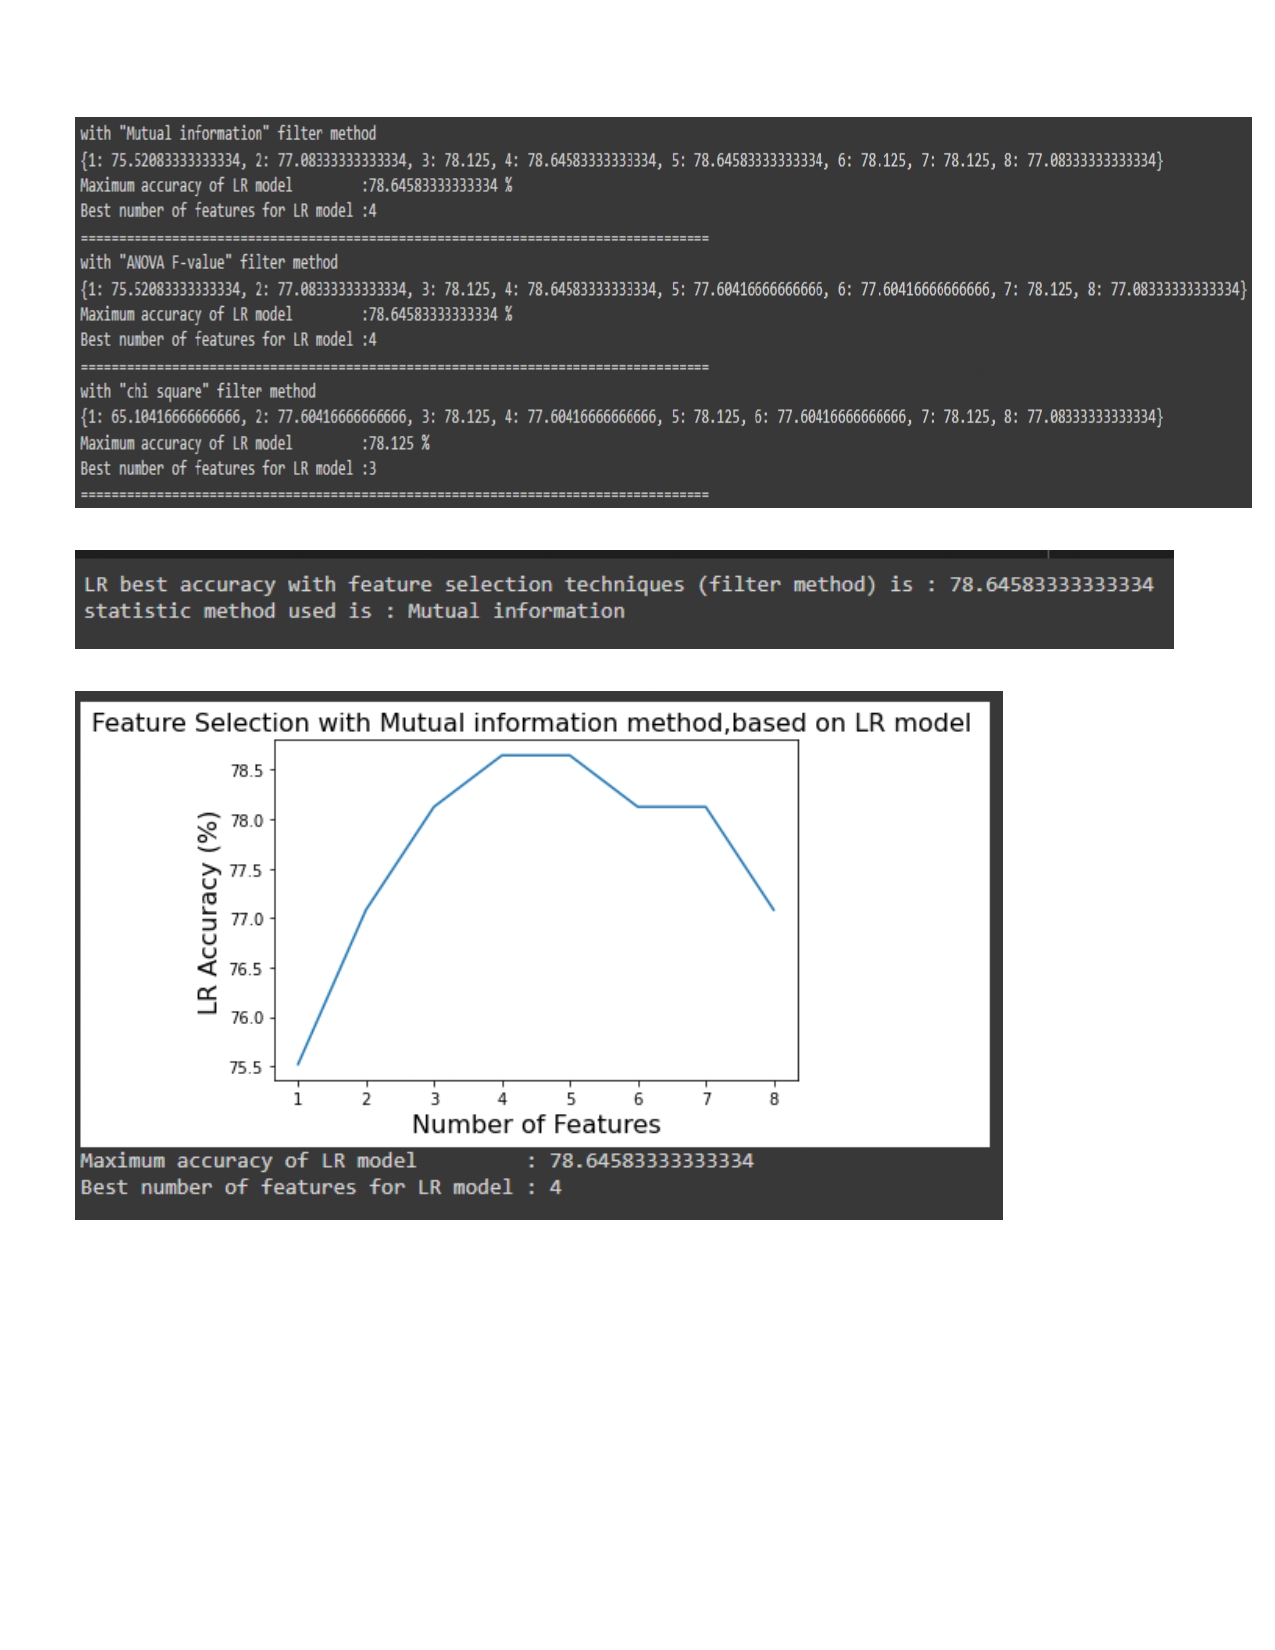 with "Mutual information" filter method
{1: 75.52083333333334, 2: 77.08333333333334, 3: 78.125, 4: 78.64583333333334, 5: 78.64583333333334, 6: 78.125, 7: 78.125, 8: 77.08333333333334}
Maximum accuracy of LR model :78.64583333333334 %
Best number of features for LR model :4
===================================================================================
with "ANOVA F-value" filter method
{1: 75.52083333333334, 2: 77.08333333333334, 3: 78.125, 4: 78.64583333333334, 5: 77.60416666666666, 6: 77.60416666666666, 7: 78.125, 8: 77.08333333333334}
Maximum accuracy of LR model :78.64583333333334 %
Best number of features for LR model :4
===================================================================================
with "chi square" filter method
{1: 65.10416666666666, 2: 77.60416666666666, 3: 78.125, 4: 77.60416666666666, 5: 78.125, 6: 77.60416666666666, 7: 78.125, 8: 77.08333333333334}
Maximum accuracy of LR model :78.125 %
Best number of features for LR model :3
===================================================================================
LR best accuracy with feature selection techniques (filter method) is : 78.64583333333334
statistic method used is : Mutual information
Feature Selection with Mutual information method,based on LR model
78.5
78.0
77.5
77.0
76.5
76.0
75.5
LR Accuracy (%)
1 2 3 4 5 6 7 8
Number of Features
Maximum accuracy of LR model : 78.64583333333334
Best number of features for LR model : 4